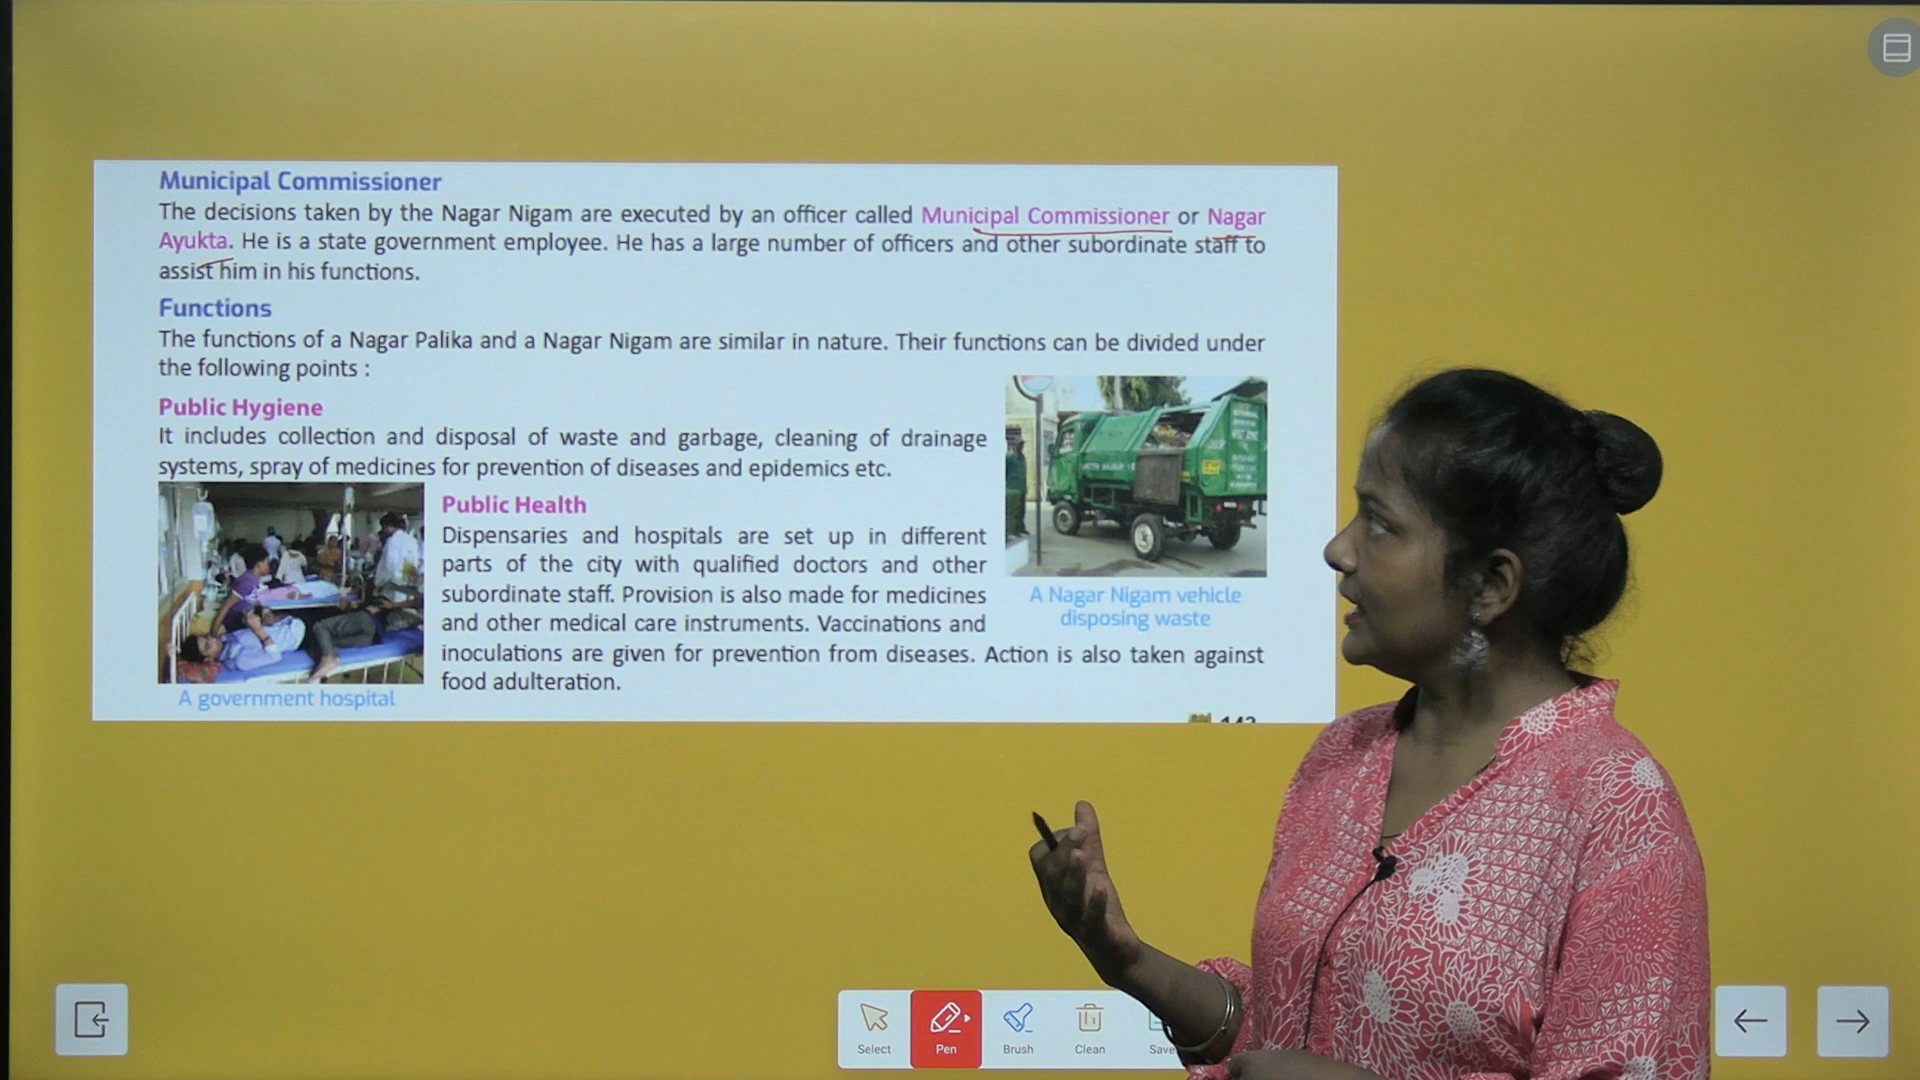 Municipal Commissioner
The decisions taken by the Nagar Nigam are executed by an officer called Municipal Commissioner or Nagar
Ayukta. He is a state government employee. He has a large number of officers and other subordinate staff to
assist him in his functions.
Functions
The functions of a Nagar Palika and a Nagar Nigam are similar in nature. Their functions can be divided under
the following points :
Public Hygiene
It includes collection and disposal of waste and garbage, cleaning of drainage
systems, spray of medicines for prevention of diseases and epidemics etc.
Public Health
Dispensaries and hospitals are set up in different
parts of the city with qualified doctors and other
subordinate staff. Provision is also made for medicines
and other medical care instruments. Vaccinations and
inoculations are given for prevention from diseases. Action is also taken against
food adulteration.
A Nagar Nigam vehicle
disposing waste
A government hospital
Select
Pen
Brush
Clean
Save